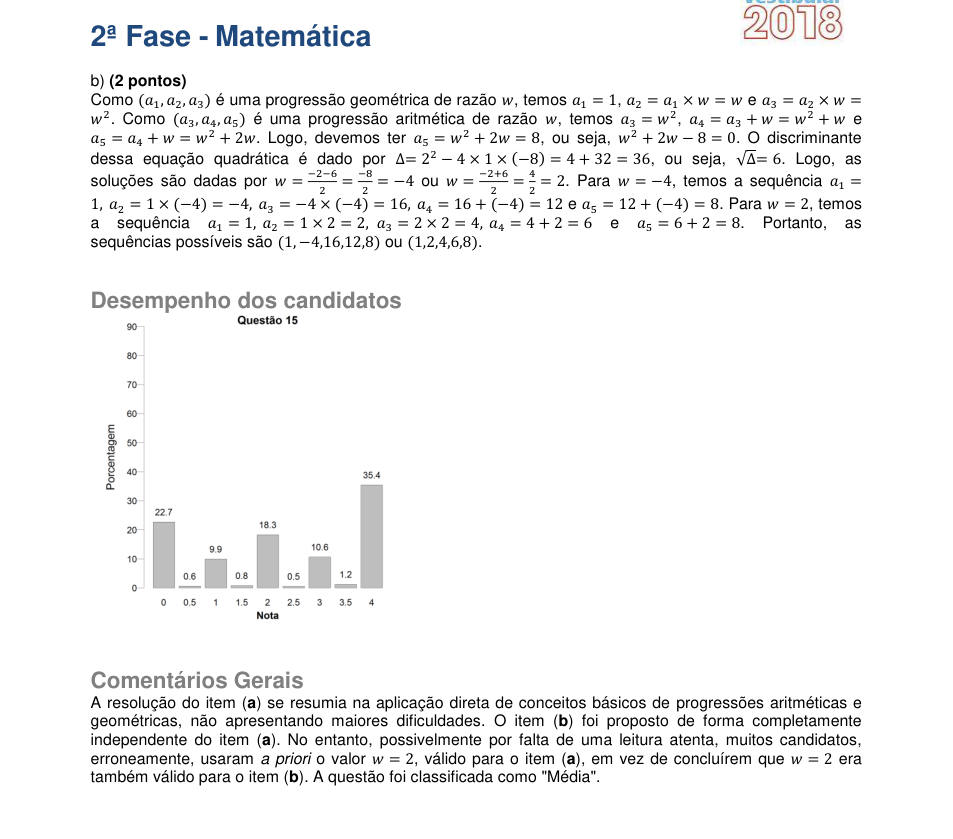 Vestibular
2018
2ª Fase - Matemática
b) (2 pontos)
Como (a₁, a₂, a₃) é uma progressão geométrica de razão w, temos a₁ = 1, a₂ = a₁ × w = w e a₃ = a₂ × w =
w². Como (a₃, a₄, a₅) é uma progressão aritmética de razão w, temos a₃ = w², a₄ = a₃ + w = w² + w e
a₅ = a₄ + w = w² + 2w. Logo, devemos ter a₅ = w² + 2w = 8, ou seja, w² + 2w − 8 = 0. O discriminante
dessa equação quadrática é dado por Δ= 2² − 4 × 1 × (−8) = 4 + 32 = 36, ou seja, √Δ= 6. Logo, as
soluções são dadas por w = (−2−6)/2 = −8/2 = −4 ou w = (−2+6)/2 = 4/2 = 2. Para w = −4, temos a sequência a₁ =
1, a₂ = 1 × (−4) = −4, a₃ = −4 × (−4) = 16, a₄ = 16 + (−4) = 12 e a₅ = 12 + (−4) = 8. Para w = 2, temos
a sequência a₁ = 1, a₂ = 1 × 2 = 2, a₃ = 2 × 2 = 4, a₄ = 4 + 2 = 6 e a₅ = 6 + 2 = 8. Portanto, as
sequências possíveis são (1, −4,16,12,8) ou (1,2,4,6,8).
Desempenho dos candidatos
Questão 15
90
80
70
60
50
40
30
20
10
0
Porcentagem
22.7
0.6
9.9
0.8
18.3
0.5
10.6
1.2
35.4
0 0.5 1 1.5 2 2.5 3 3.5 4
Nota
Comentários Gerais
A resolução do item (a) se resumia na aplicação direta de conceitos básicos de progressões aritméticas e
geométricas, não apresentando maiores dificuldades. O item (b) foi proposto de forma completamente
independente do item (a). No entanto, possivelmente por falta de uma leitura atenta, muitos candidatos,
erroneamente, usaram a priori o valor w = 2, válido para o item (a), em vez de concluírem que w = 2 era
também válido para o item (b). A questão foi classificada como "Média".